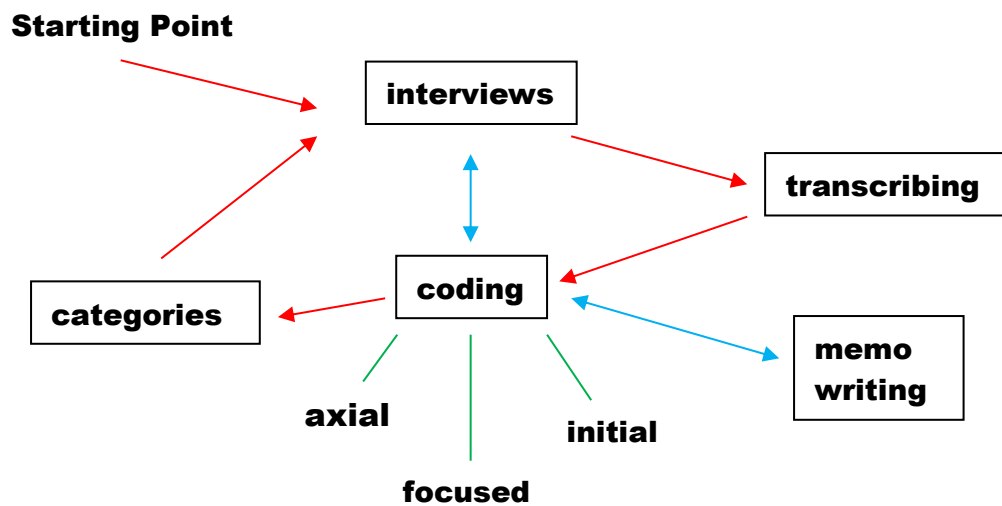 Starting Point
interviews
transcribing
coding
categories
memo
writing
axial
initial
focused